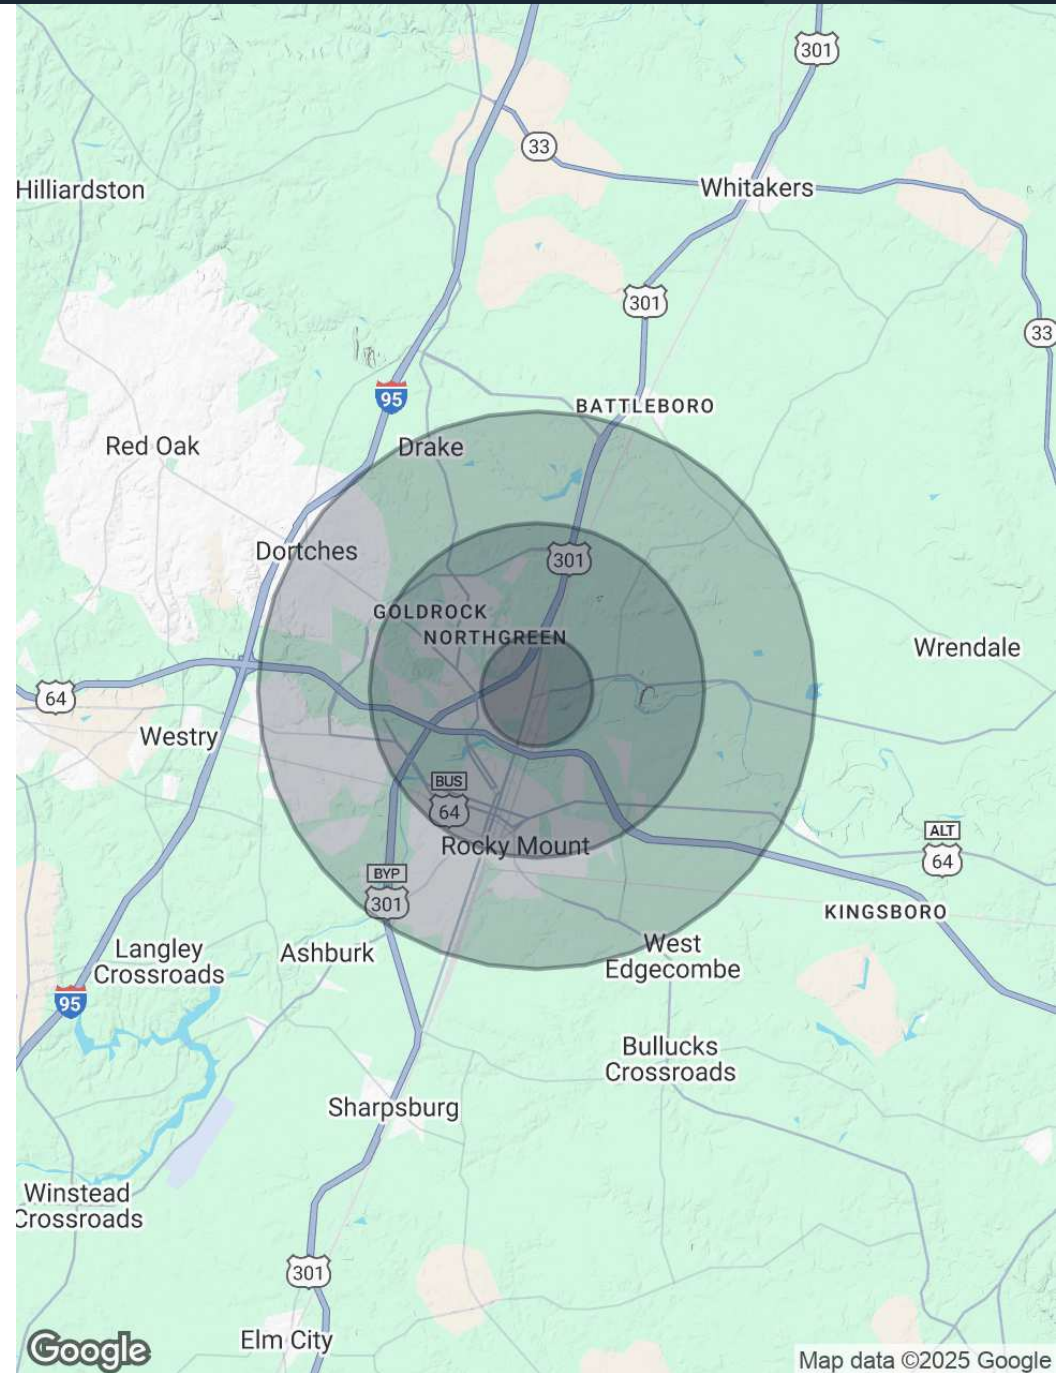 301
33
Whitakers
Hilliardston
301
33
95
BATTLEBORO
Red Oak
Drake
Dortches
301
GOLDROCK
NORTHGREEN
Wrendale
64
Westry
BUS
64
Rocky Mount
ALT
64
BYP
301
KINGSBORO
Langley
Crossroads
Ashburk
West
Edgecombe
95
Bullucks
Crossroads
Sharpsburg
Winstead
Crossroads
301
Elm City
Google
Map data ©2025 Google